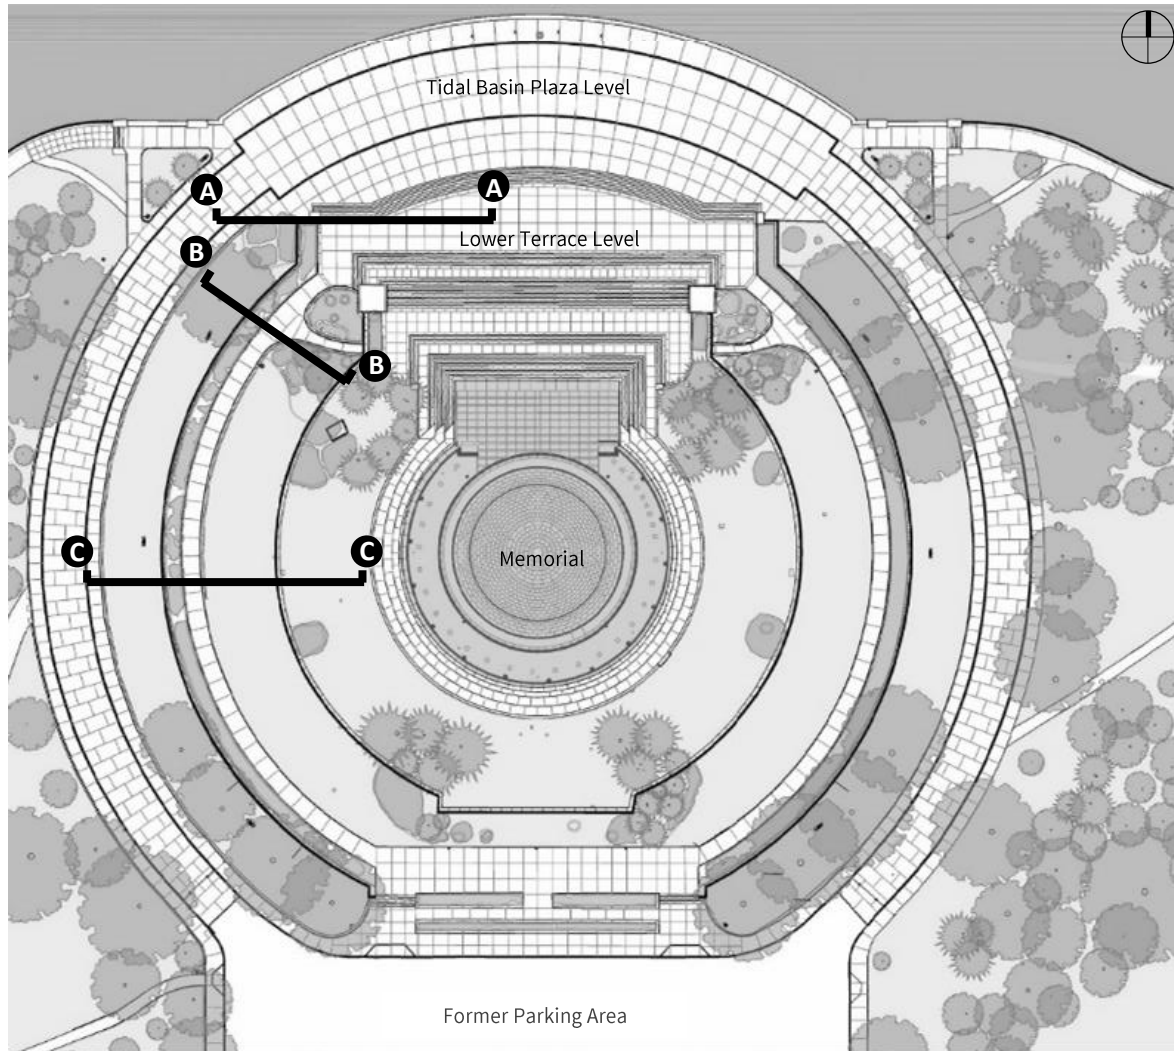 Tidal Basin Plaza Level
A
A
Lower Terrace Level
B
B
C
C
Memorial
Former Parking Area